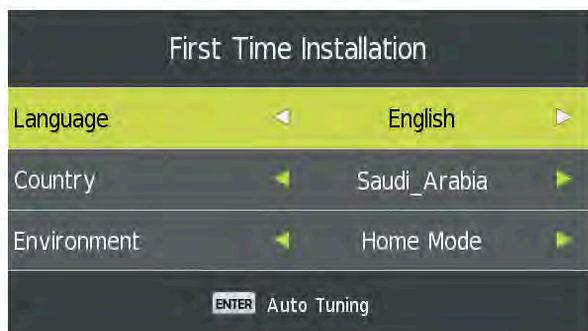 First Time Installation
Language English
Country Saudi_Arabia
Environment Home Mode
ENTER Auto Tuning